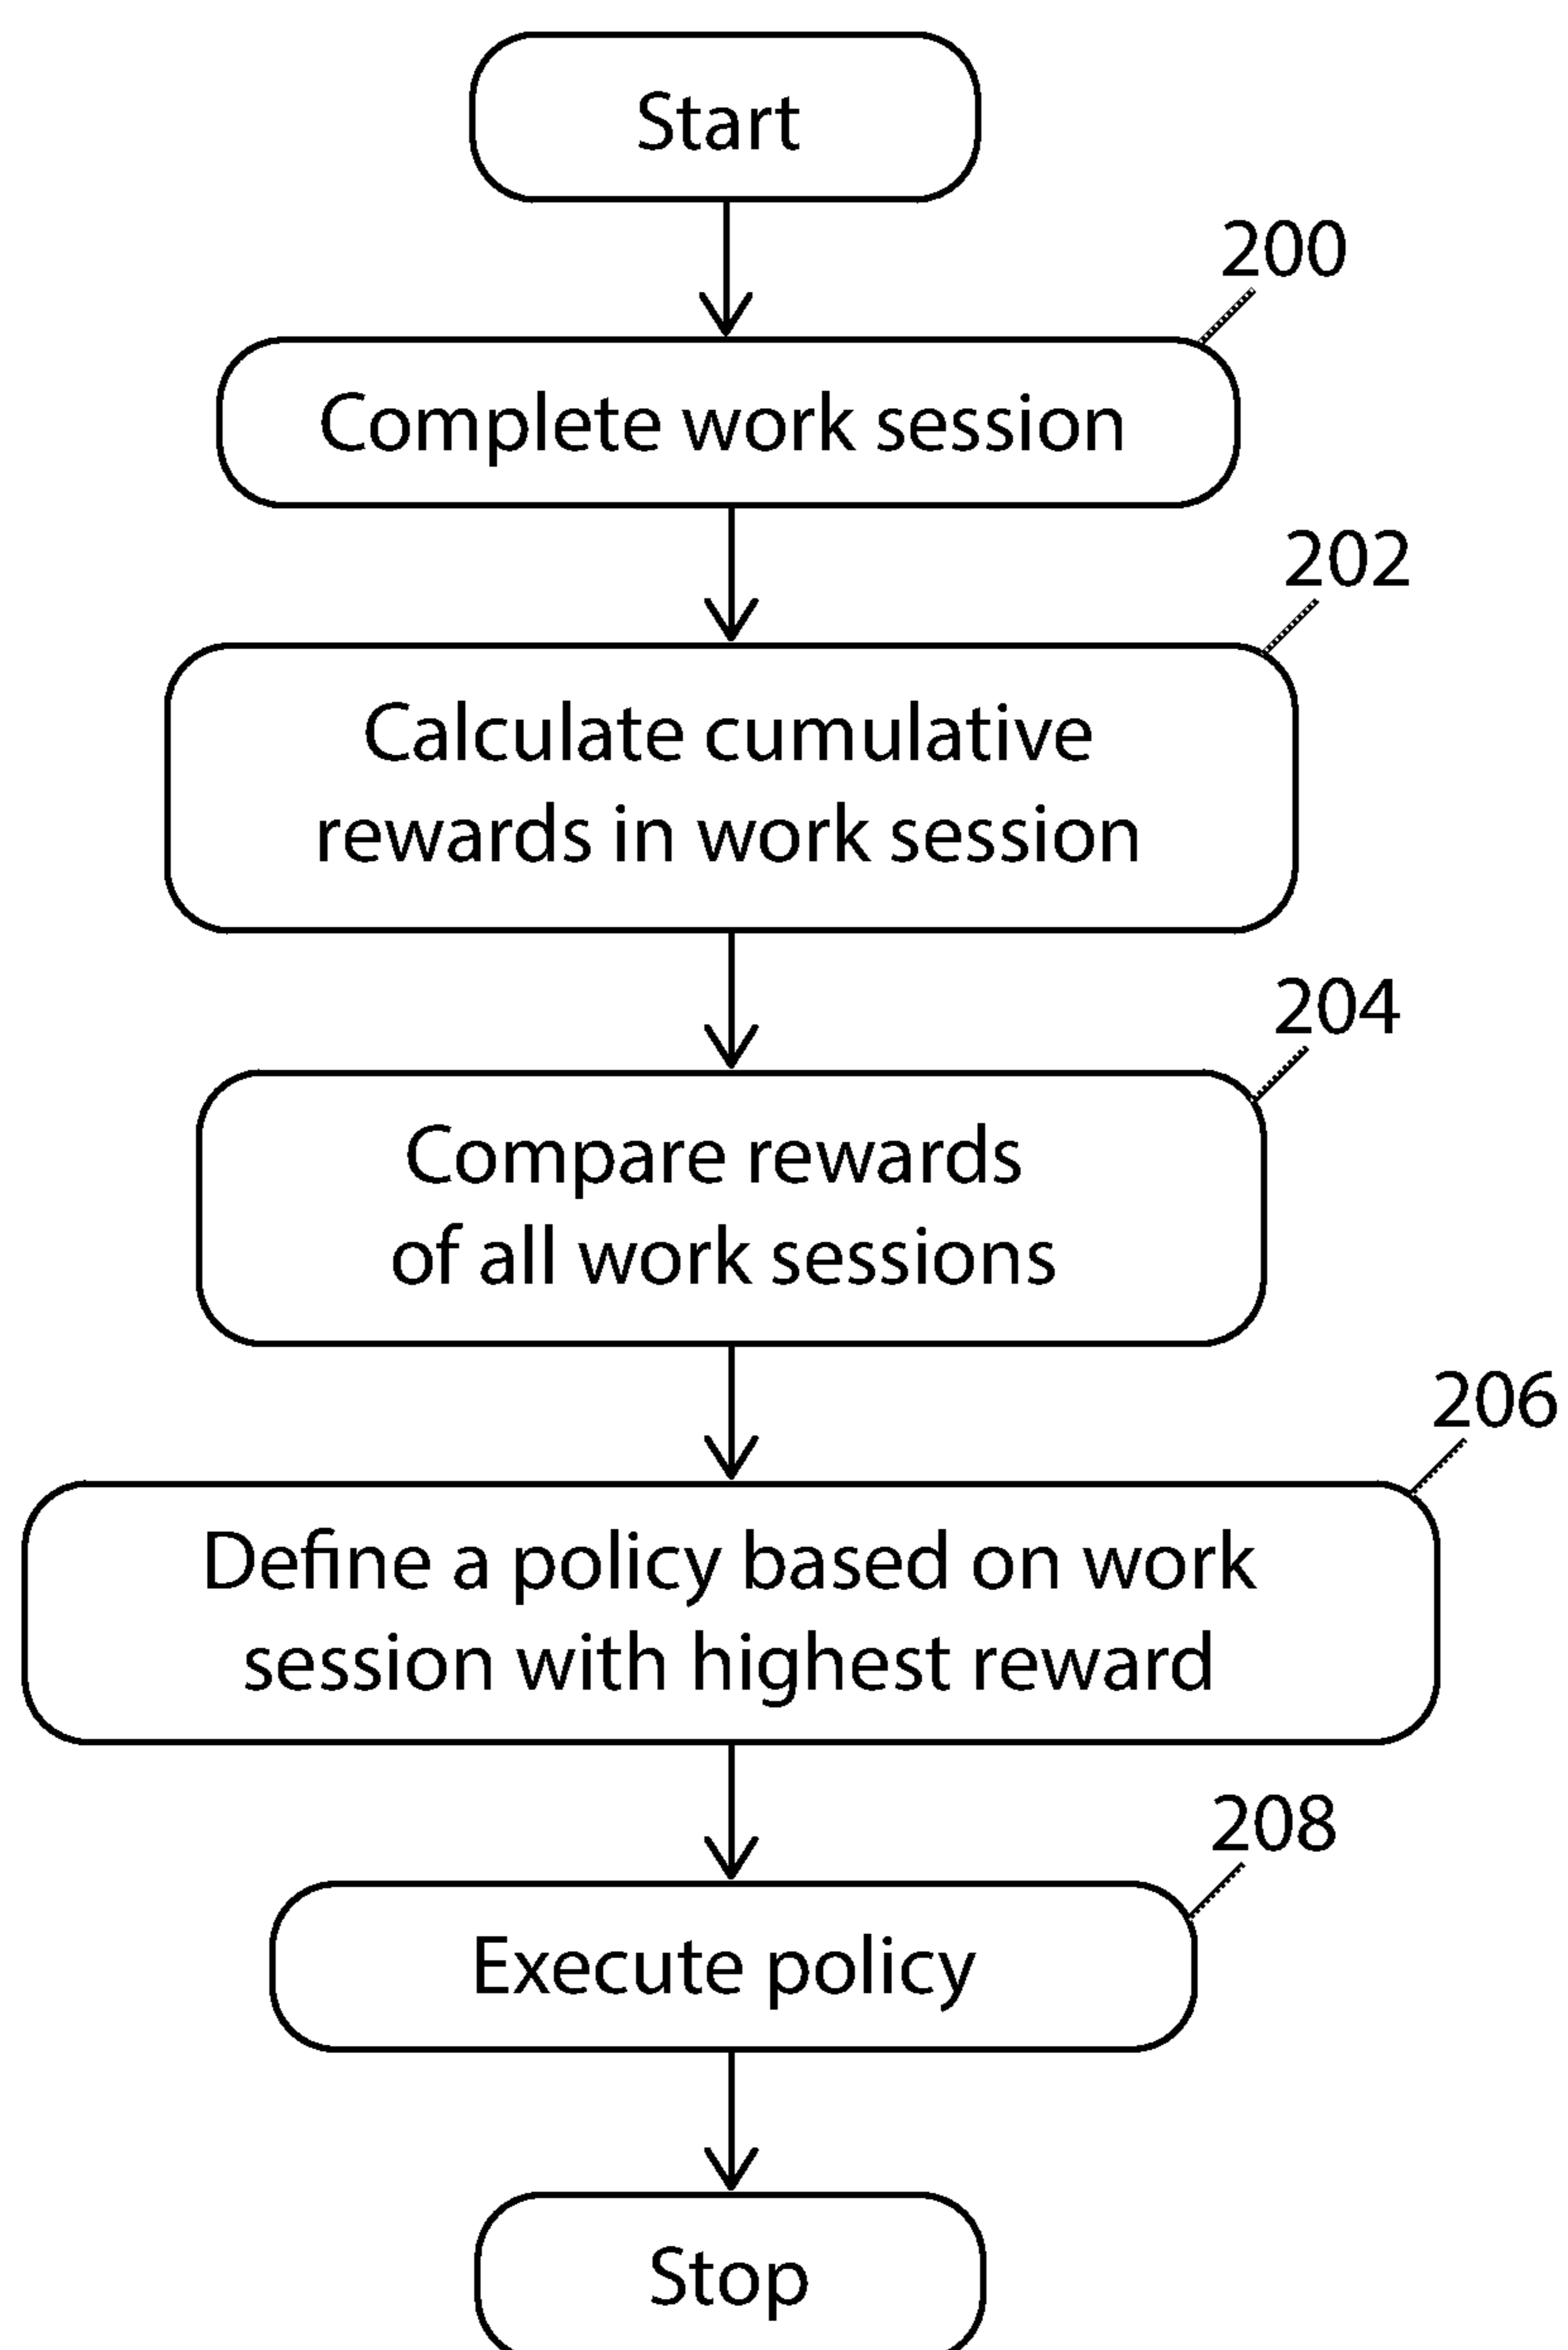 Start
200
Complete work session
202
Calculate cumulative
rewards in work session
204
Compare rewards
of all work sessions
206
Define a policy based on work
session with highest reward
208
Execute policy
Stop